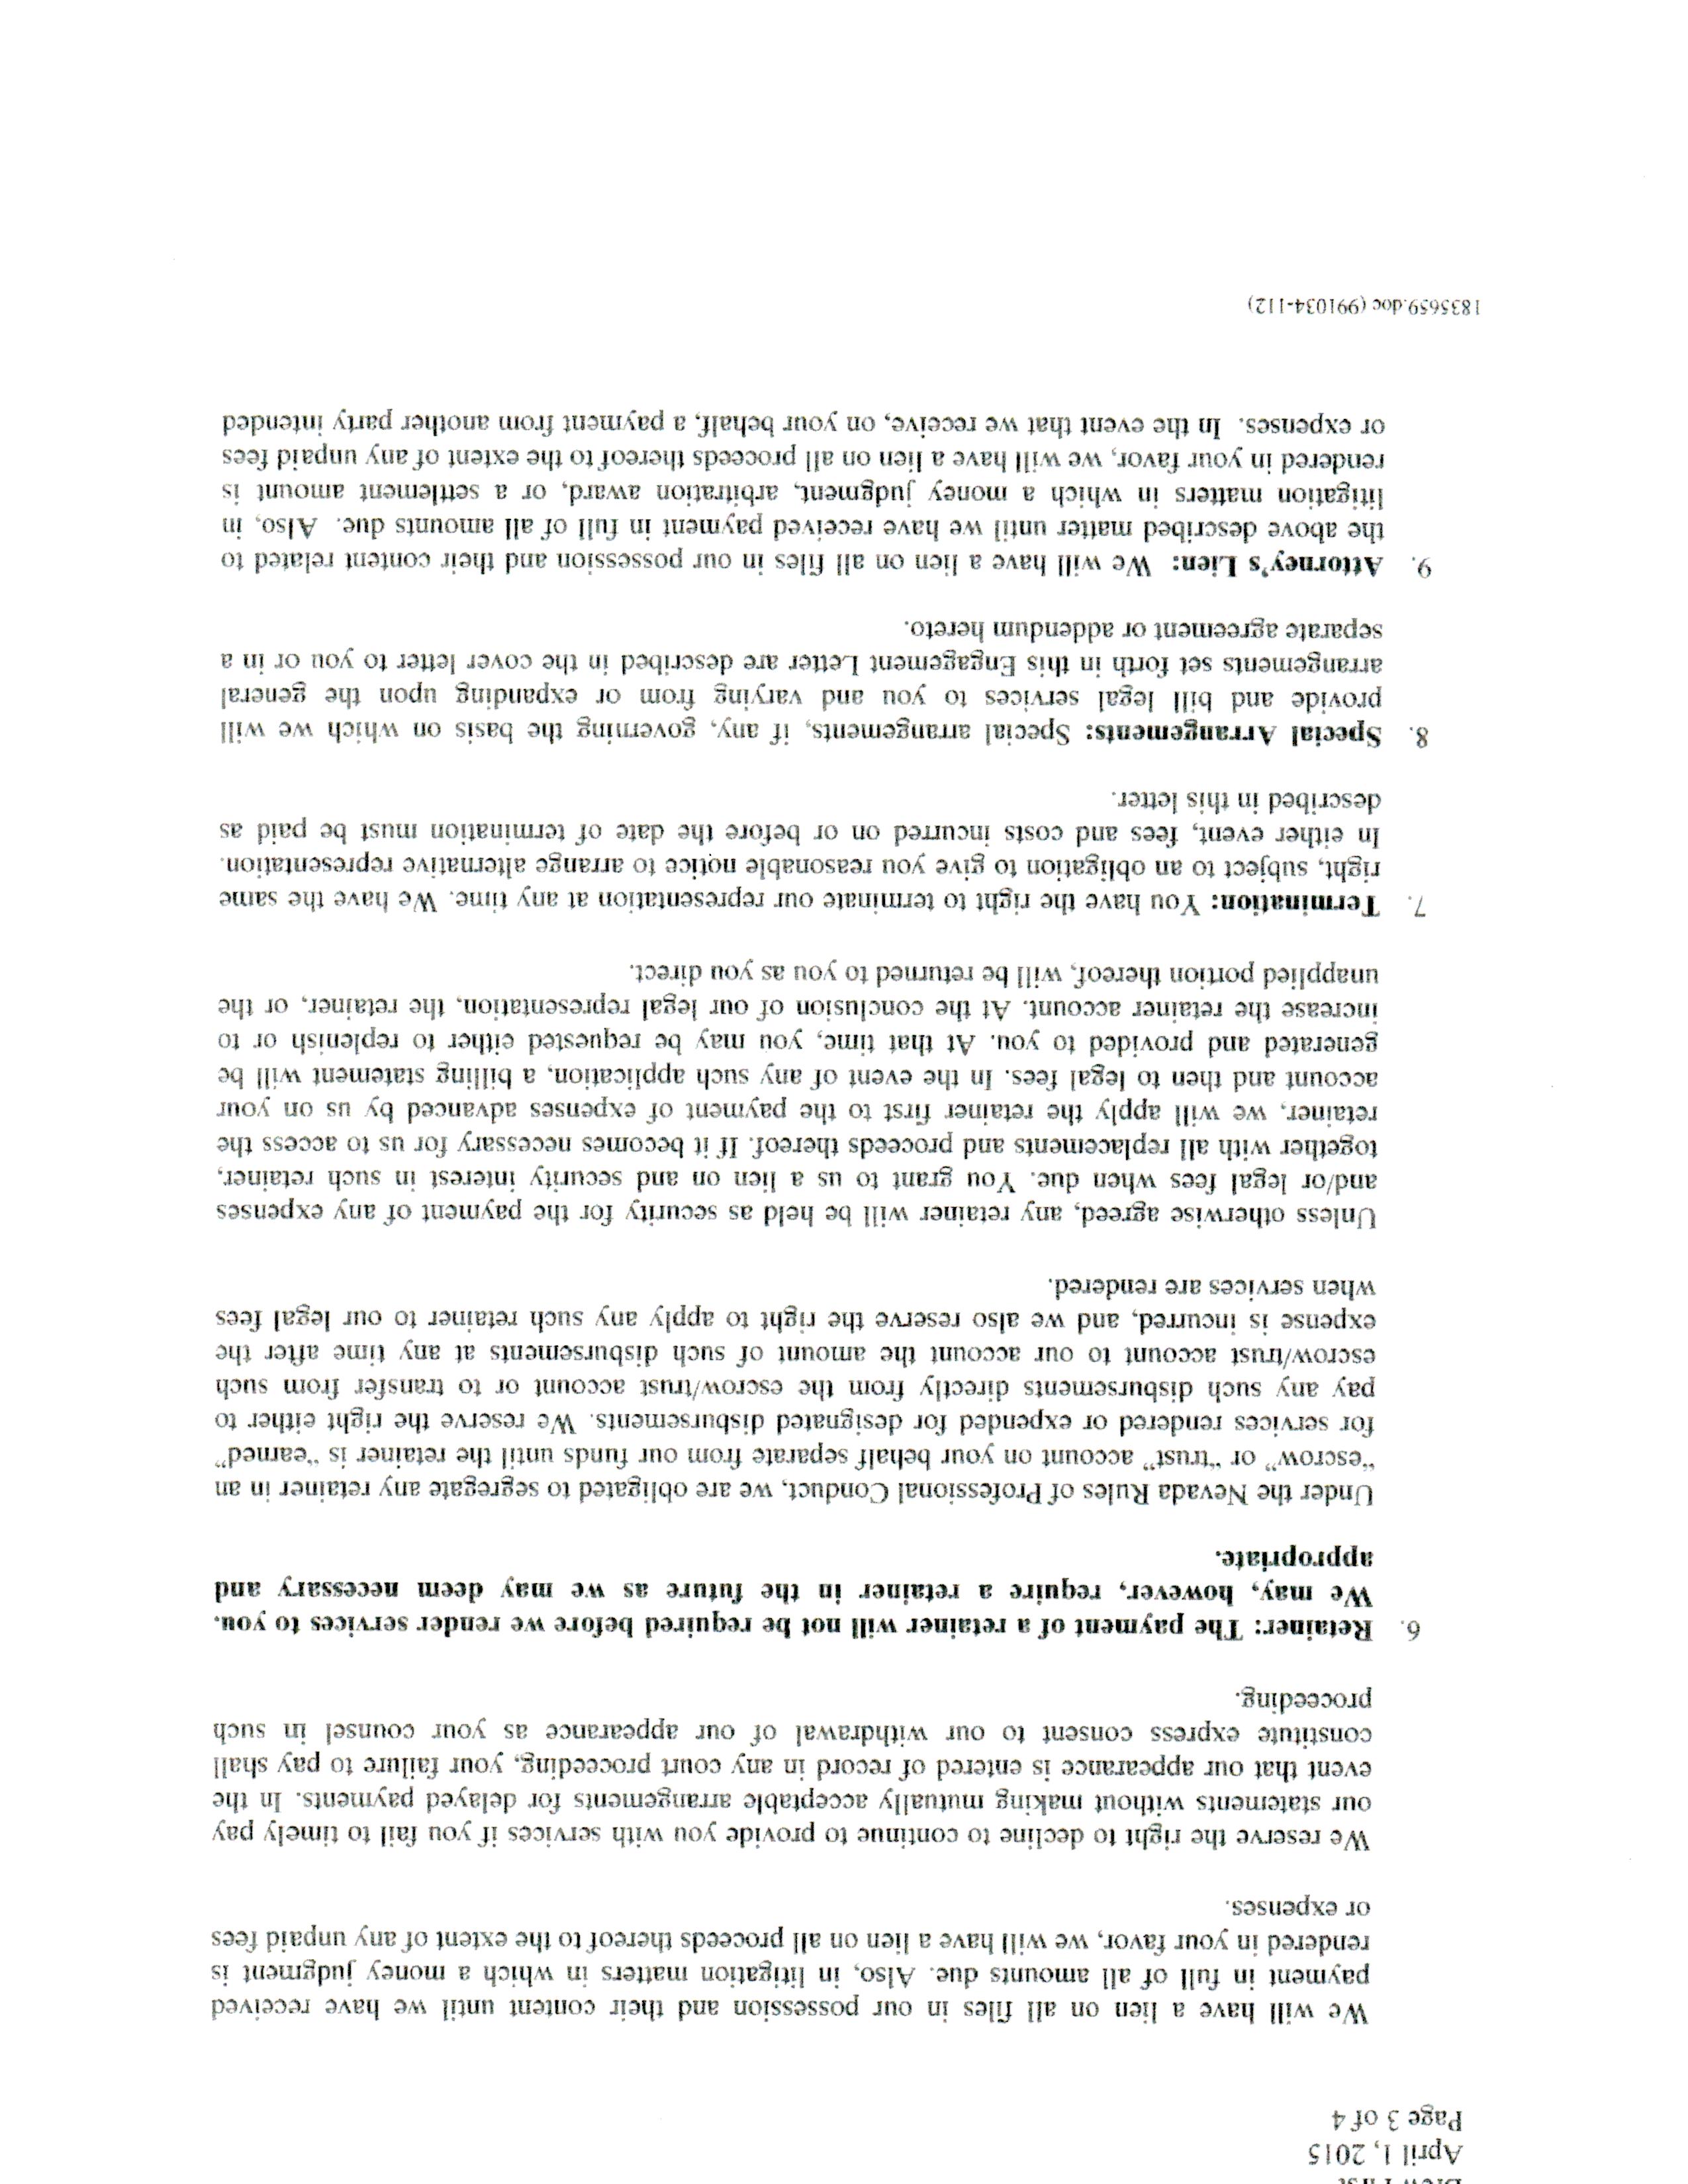 April 1, 2015
Page 3 of 4
We will have a lien on all files in our possession and their content until we have received
payment in full of all amounts due. Also, in litigation matters in which a money judgment is
rendered in your favor, we will have a lien on all proceeds thereof to the extent of any unpaid fees
or expenses.
We reserve the right to decline to continue to provide you with services if you fail to timely pay
our statements without making mutually acceptable arrangements for delayed payments. In the
event that our appearance is entered of record in any court proceeding, your failure to pay shall
constitute express consent to our withdrawal of our appearance as your counsel in such
proceeding.
6. Retainer: The payment of a retainer will not be required before we render services to you.
We may, however, require a retainer in the future as we may deem necessary and
appropriate.
Under the Nevada Rules of Professional Conduct, we are obligated to segregate any retainer in an
"escrow" or "trust" account on your behalf separate from our funds until the retainer is "earned"
for services rendered or expended for designated disbursements. We reserve the right either to
pay any such disbursements directly from the escrow/trust account or to transfer from such
escrow/trust account to our account the amount of such disbursements at any time after the
expense is incurred, and we also reserve the right to apply any such retainer to our legal fees
when services are rendered.
Unless otherwise agreed, any retainer will be held as security for the payment of any expenses
and/or legal fees when due. You grant to us a lien on and security interest in such retainer,
together with all replacements and proceeds thereof. If it becomes necessary for us to access the
retainer, we will apply the retainer first to the payment of expenses advanced by us on your
account and then to legal fees. In the event of any such application, a billing statement will be
generated and provided to you. At that time, you may be requested either to replenish or to
increase the retainer account. At the conclusion of our legal representation, the retainer, or the
unapplied portion thereof, will be returned to you as you direct.
7. Termination: You have the right to terminate our representation at any time. We have the same
right, subject to an obligation to give you reasonable notice to arrange alternative representation.
In either event, fees and costs incurred on or before the date of termination must be paid as
described in this letter.
8. Special Arrangements: Special arrangements, if any, governing the basis on which we will
provide and bill legal services to you and varying from or expanding upon the general
arrangements set forth in this Engagement Letter are described in the cover letter to you or in a
separate agreement or addendum hereto.
9. Attorney's Lien: We will have a lien on all files in our possession and their content related to
the above described matter until we have received payment in full of all amounts due. Also, in
litigation matters in which a money judgment, arbitration award, or a settlement amount is
rendered in your favor, we will have a lien on all proceeds thereof to the extent of any unpaid fees
or expenses. In the event that we receive, on your behalf, a payment from another party intended
1835659.doc (991034-112)